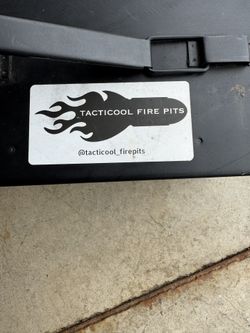 TACTICOOL FIRE PITS
@tacticool_firepits